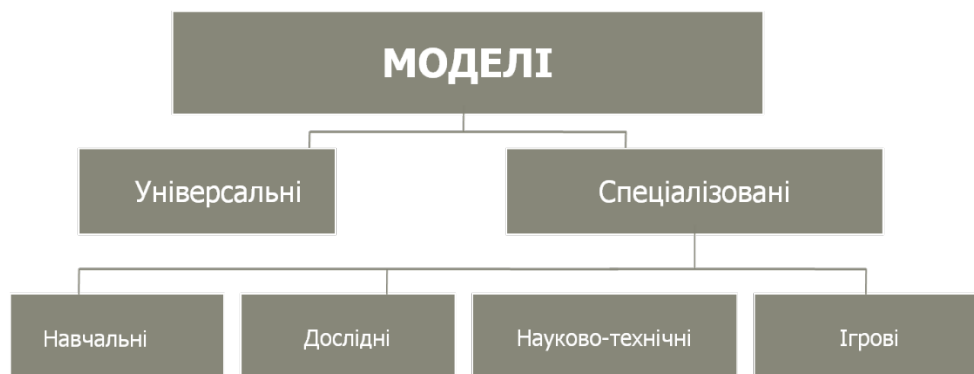 МОДЕЛІ
Універсальні
Спеціалізовані
Навчальні
Дослідні
Науково-технічні
Ігрові